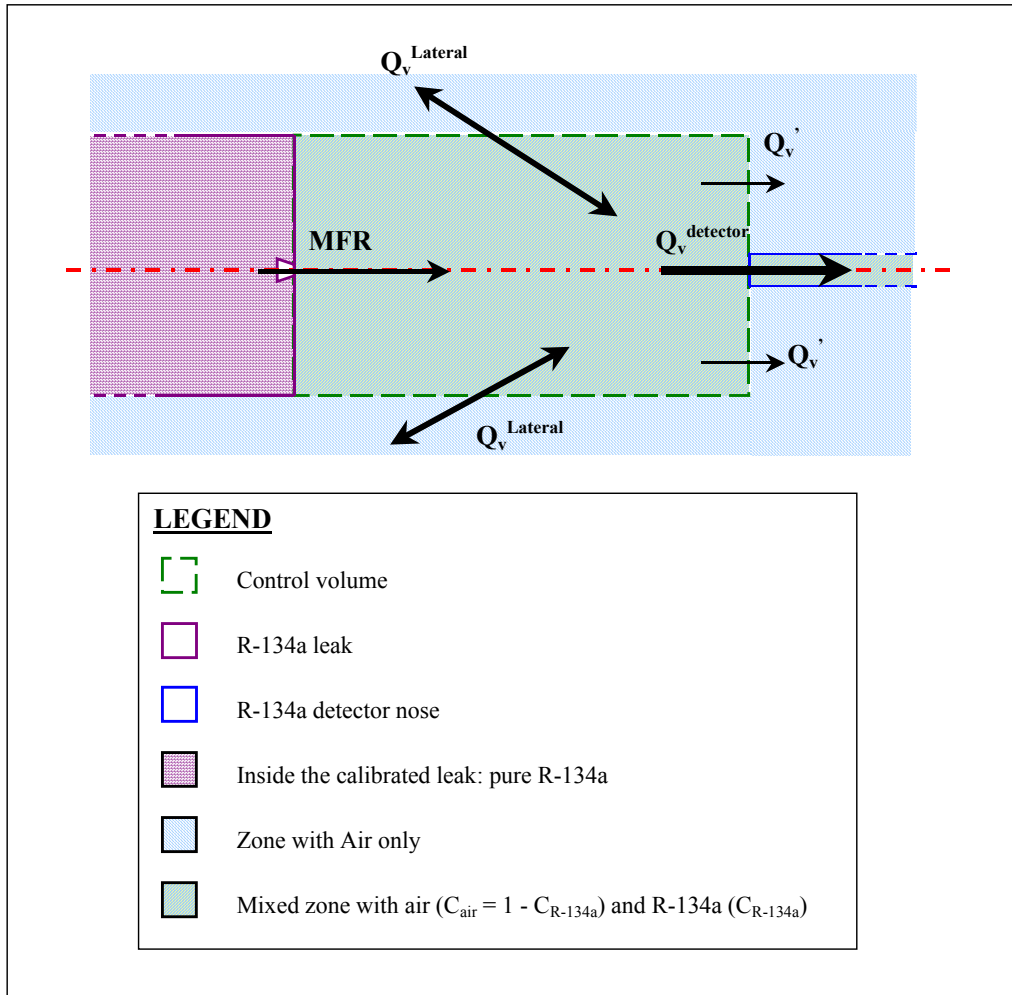 Qv^Lateral
Qv'
MFR
Qv^detector
Qv'
Qv^Lateral
LEGEND
Control volume
R-134a leak
R-134a detector nose
Inside the calibrated leak: pure R-134a
Zone with Air only
Mixed zone with air (Cair = 1 - CR-134a) and R-134a (CR-134a)